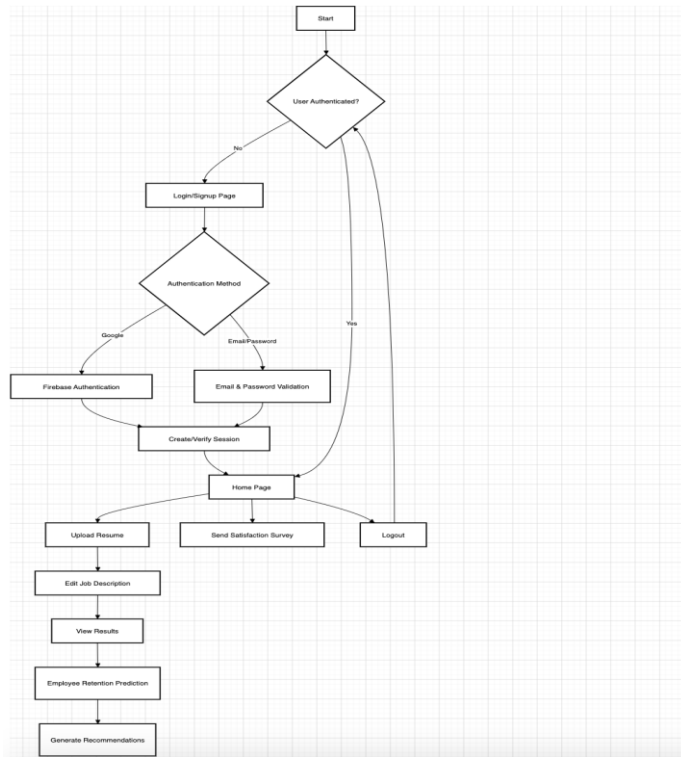 Start
User Authenticated?
No
Login/Signup Page
Authentication Method
Yes
Google
Email/Password
Firebase Authentication
Email & Password Validation
Create/Verify Session
Home Page
Upload Resume
Send Satisfaction Survey
Logout
Edit Job Description
View Results
Employee Retention Prediction
Generate Recommendations